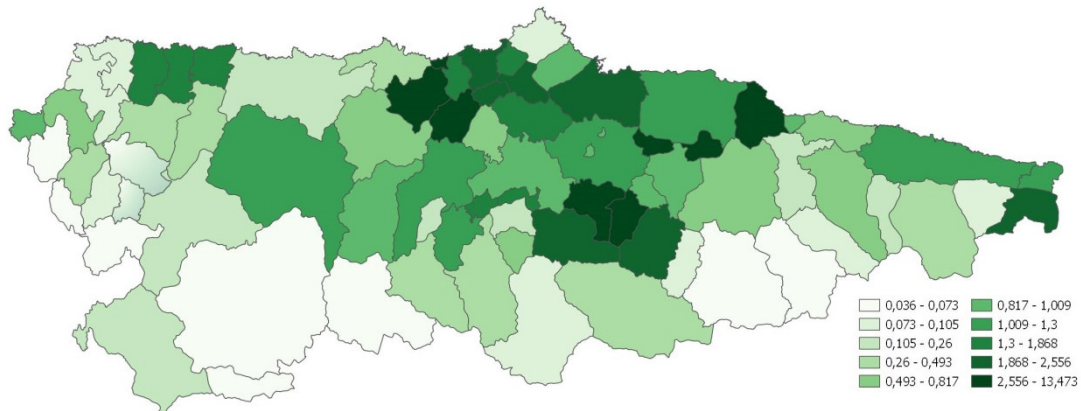 0,036 - 0,073
0,073 - 0,105
0,105 - 0,26
0,26 - 0,493
0,493 - 0,817
0,817 - 1,009
1,009 - 1,3
1,3 - 1,868
1,868 - 2,556
2,556 - 13,473